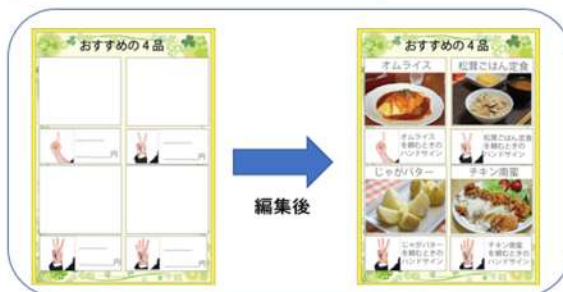 おすすめの4品
円
円
円
円
編集後
おすすめの4品
オムライス
松茸ごはん定食
オムライス
を頼むときの
ハンドサイン
松茸ごはん定食
を頼むときの
ハンドサイン
じゃがバター
チキン南蛮
じゃがバター
を頼むときの
ハンドサイン
チキン南蛮
を頼むときの
ハンドサイン